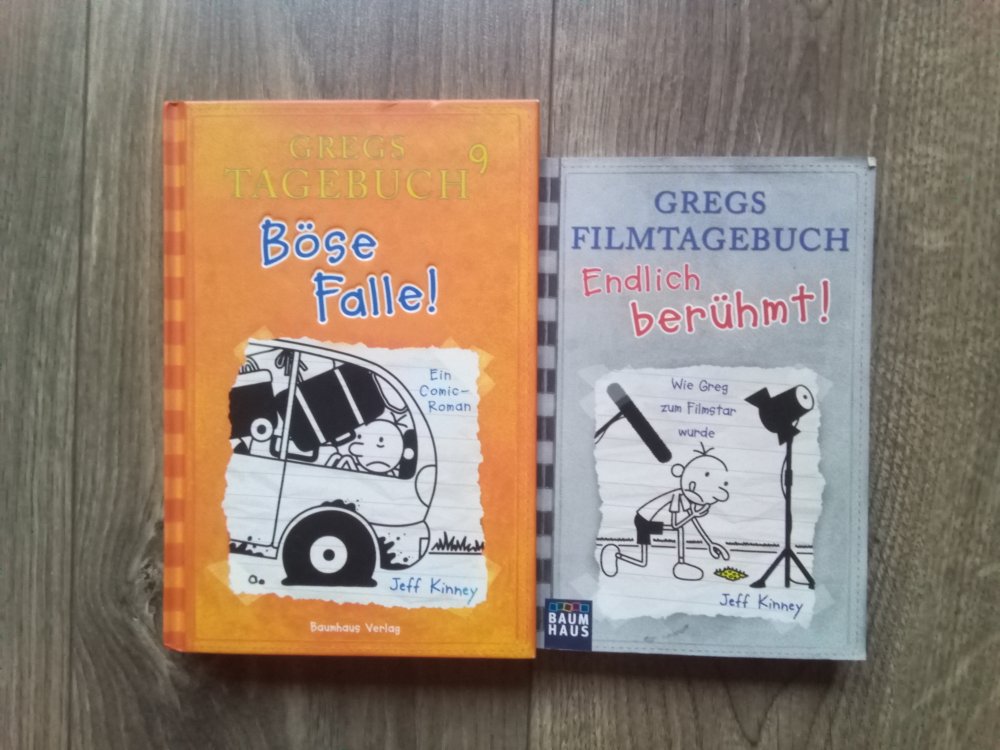 GREGS
TAGEBUCH 9
Böse
Falle!
Ein
Comic-
Roman
Jeff Kinney
Baumhaus Verlag
GREGS
FILMTAGEBUCH
Endlich
berühmt!
Wie Greg
zum Filmstar
wurde
Jeff Kinney
BAUM
HAUS